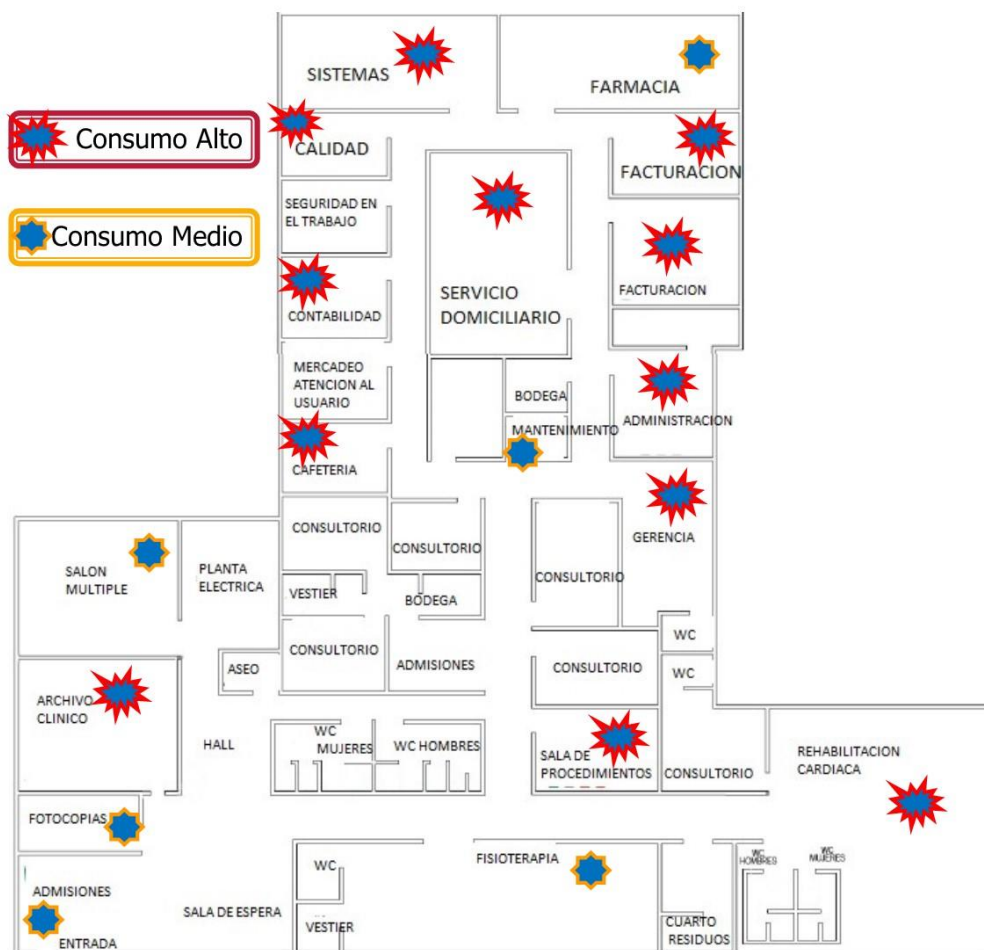 SISTEMAS
FARMACIA
Consumo Alto
CALIDAD
FACTURACION
SEGURIDAD EN
EL TRABAJO
Consumo Medio
SERVICIO
DOMICILIARIO
FACTURACION
CONTABILIDAD
MERCADEO
ATENCION AL
USUARIO
BODEGA
MANTENIMIENTO
ADMINISTRACION
CAFETERIA
CONSULTORIO
CONSULTORIO
GERENCIA
SALON
MULTIPLE
PLANTA
ELECTRICA
CONSULTORIO
VESTIER
BODEGA
WC
CONSULTORIO
ADMISIONES
CONSULTORIO
WC
ASEO
ARCHIVO
CLINICO
HALL
WC
MUJERES
WC HOMBRES
SALA DE
PROCEDIMIENTOS
CONSULTORIO
REHABILITACION
CARDIACA
FOTOCOPIAS
FISIOTERAPIA
WC
HOMBRES
WC
MUJERES
WC
ADMISIONES
SALA DE ESPERA
VESTIER
CUARTO
RESIDUOS
ENTRADA